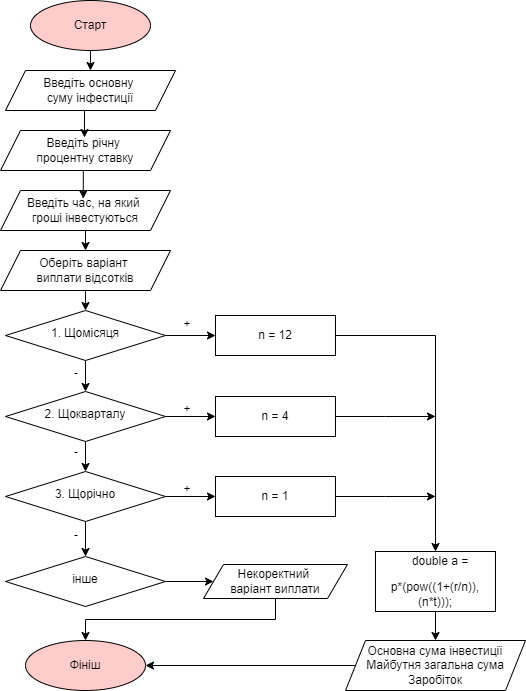 Старт
Введіть основну
суму інфестиції
Введіть річну
процентну ставку
Введіть час, на який
гроші інвестуються
Оберіть варіант
виплати відсотків
1. Щомісяця
+
n = 12
-
2. Щокварталу
+
n = 4
-
3. Щорічно
+
n = 1
-
інше
Некоректний
варіант виплати
double a =
p*(pow((1+(r/n)),
(n*t)));
Фініш
Основна сума інвестиції
Майбутня загальна сума
Заробіток